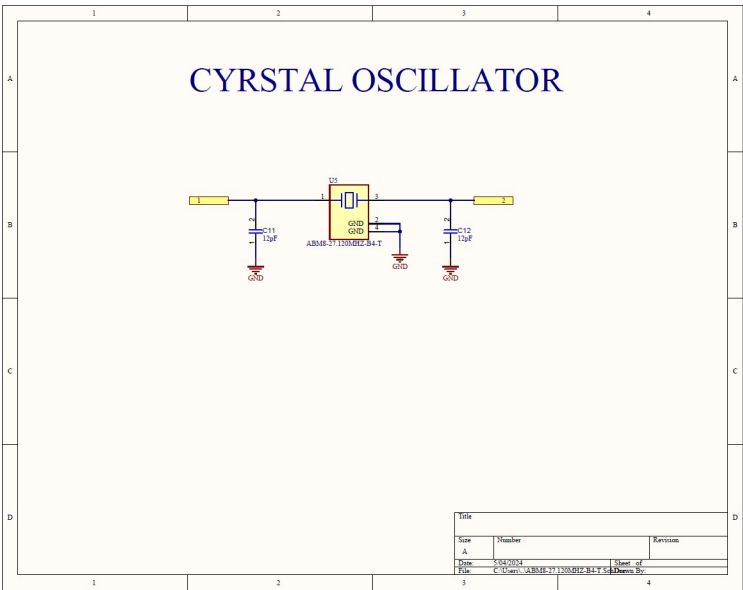 1 2 3 4
A A
CYRSTAL OSCILLATOR
B B
U5
1 1 3 2
2 C11 12pF
GND 2
GND 4
ABM8-27.120MHZ-B4-T
2 C12 12pF
1 1
GND GND GND
C C
D D
Title
Size Number Revision
A
Date: 5/04/2024 Sheet of
File: C:\Users\..\ABM8-27.120MHZ-B4-T.SchDrawn By:
1 2 3 4